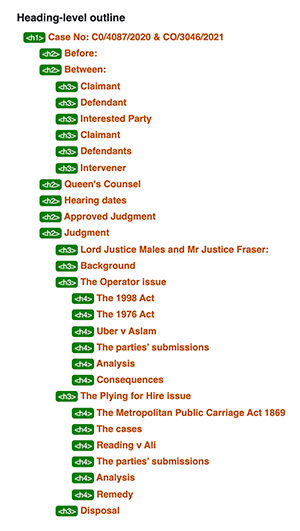 Heading-level outline
<h1> Case No: C0/4087/2020 & CO/3046/2021
<h2> Before:
<h2> Between:
<h3> Claimant
<h3> Defendant
<h3> Interested Party
<h3> Claimant
<h3> Defendants
<h3> Intervener
<h2> Queen's Counsel
<h2> Hearing dates
<h2> Approved Judgment
<h2> Judgment
<h3> Lord Justice Males and Mr Justice Fraser:
<h3> Background
<h3> The Operator issue
<h4> The 1998 Act
<h4> The 1976 Act
<h4> Uber v Aslam
<h4> The parties' submissions
<h4> Analysis
<h4> Consequences
<h3> The Plying for Hire issue
<h4> The Metropolitan Public Carriage Act 1869
<h4> The cases
<h4> Reading v Ali
<h4> The parties' submissions
<h4> Analysis
<h4> Remedy
<h3> Disposal